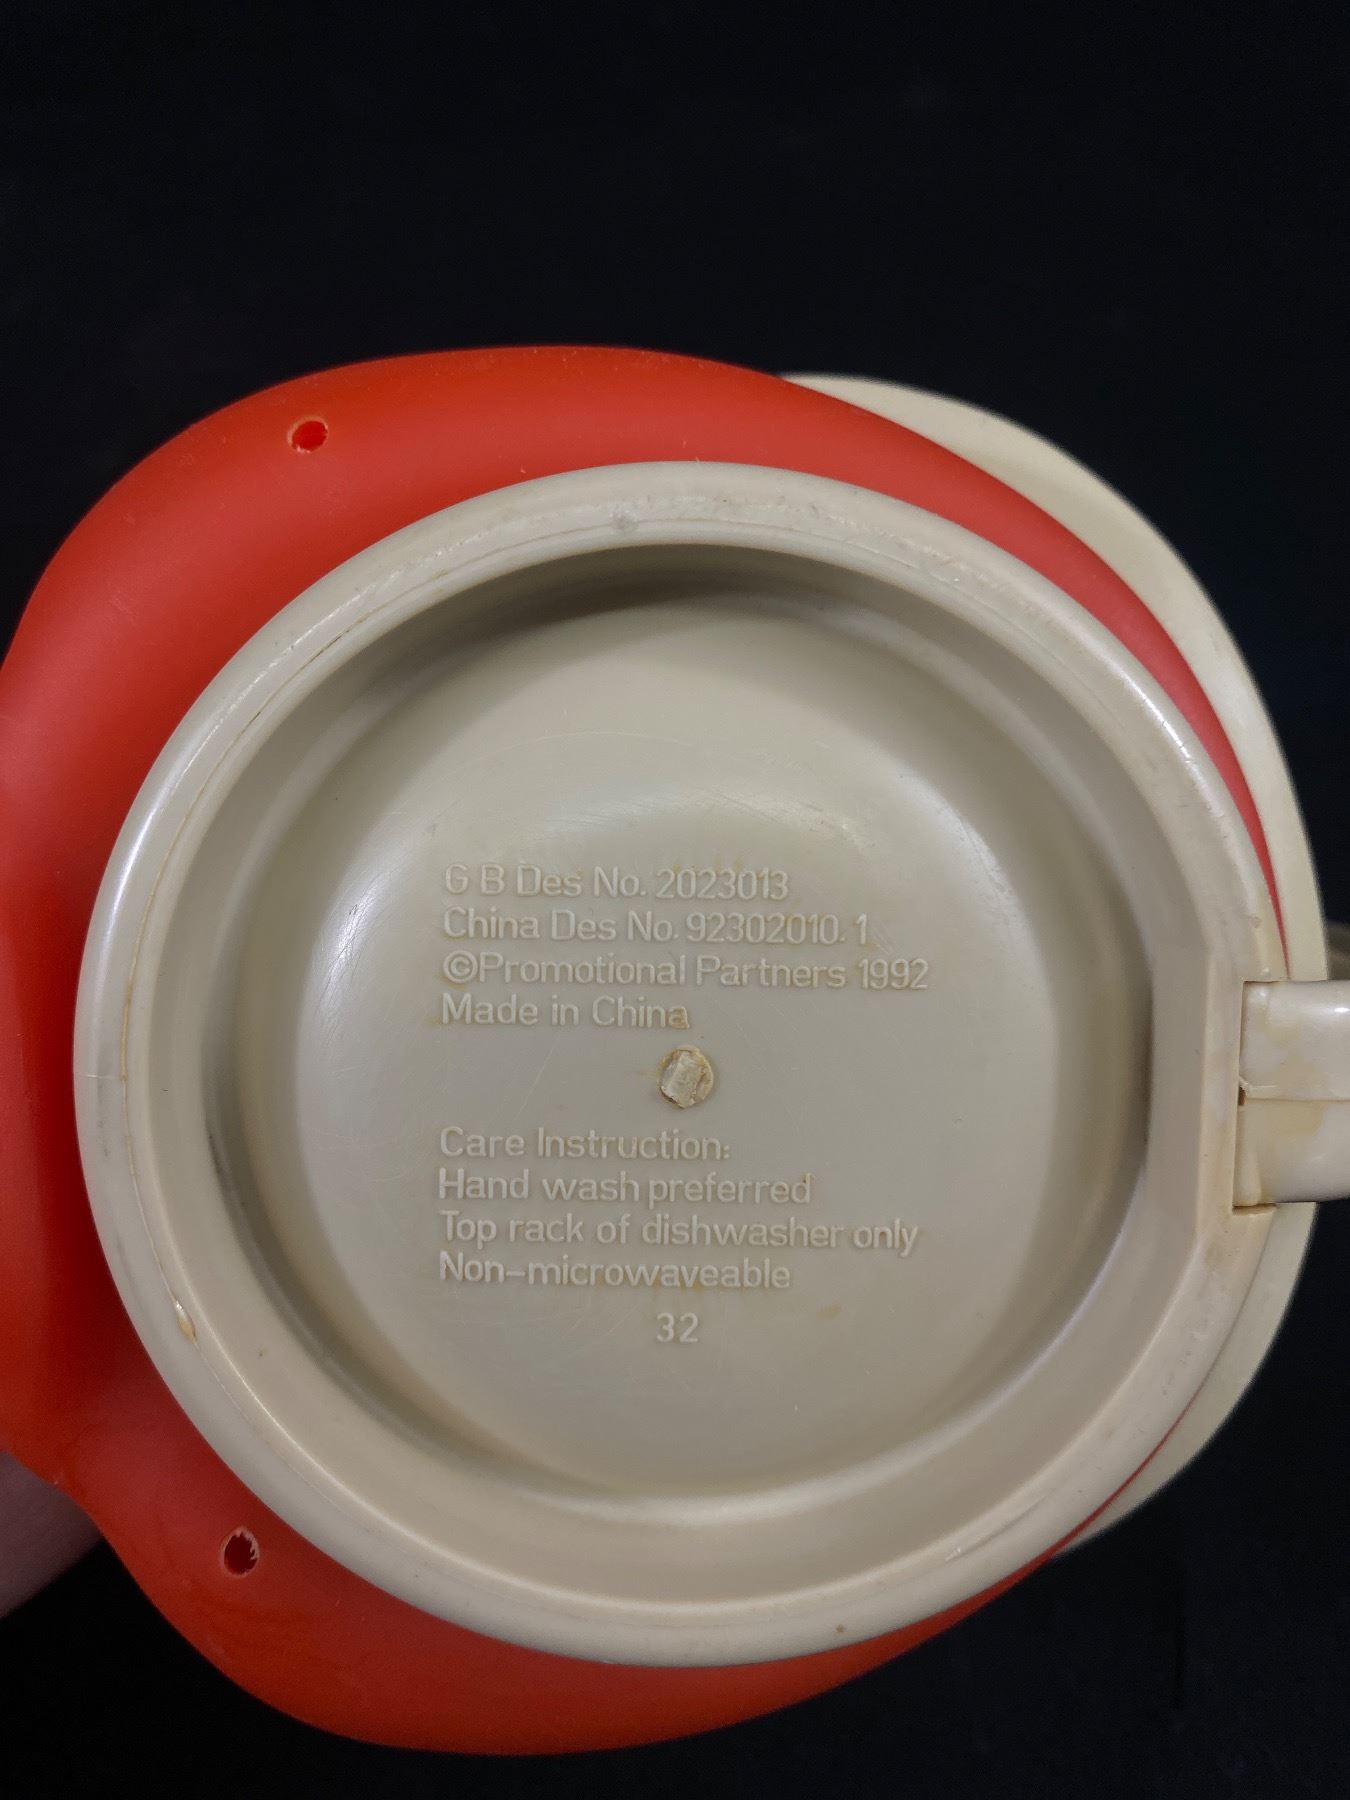 G B Des No. 2023013
China Des No. 92302010.1
©Promotional Partners 1992
Made in China
Care Instruction:
Hand wash preferred
Top rack of dishwasher only
Non-microwaveable
32